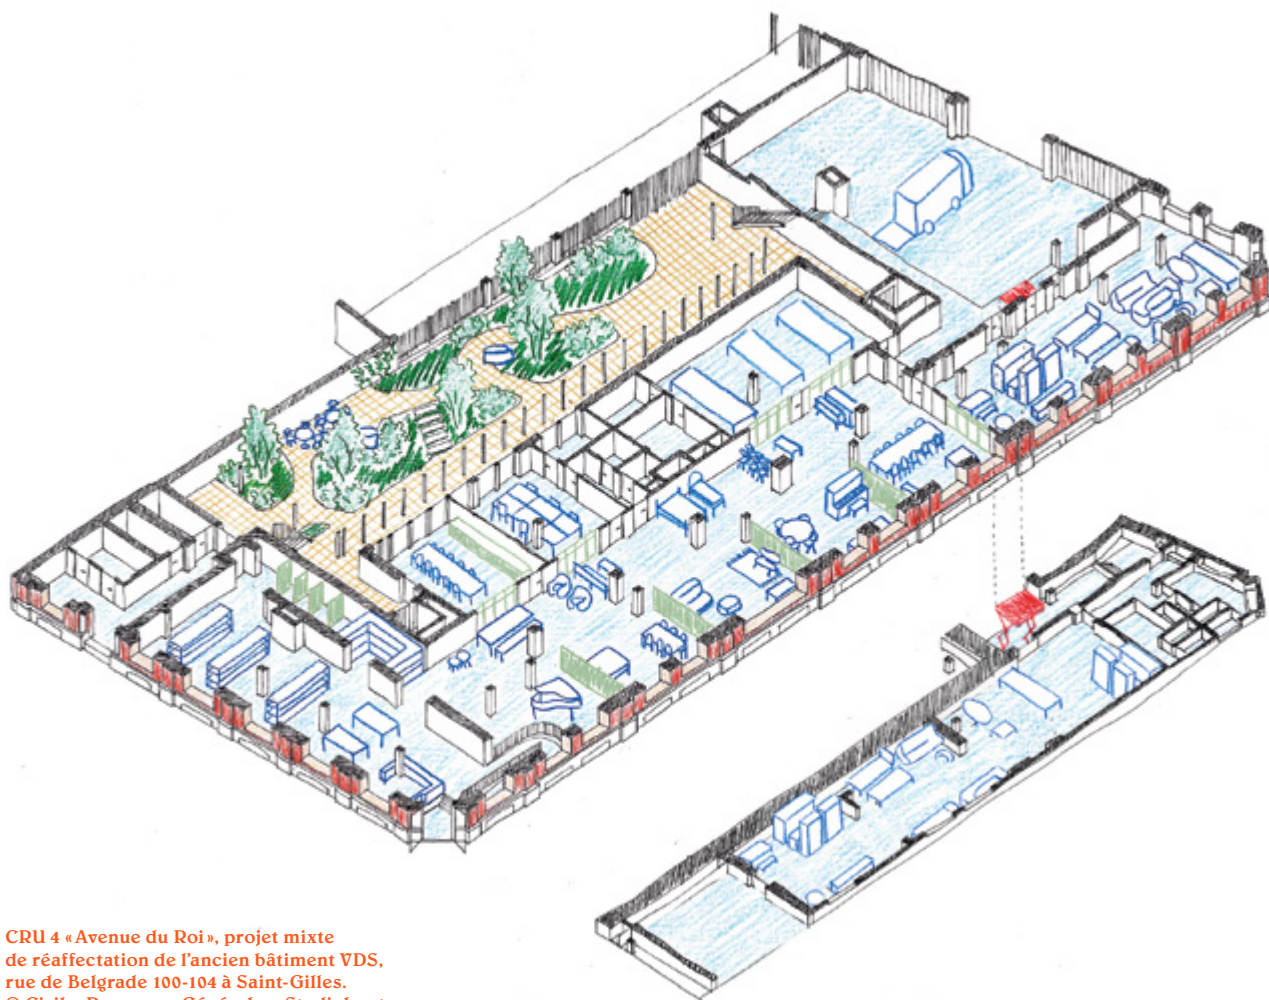 CRU 4 « Avenue du Roi », projet mixte
de réaffectation de l'ancien bâtiment VDS,
rue de Belgrade 100-104 à Saint-Gilles.